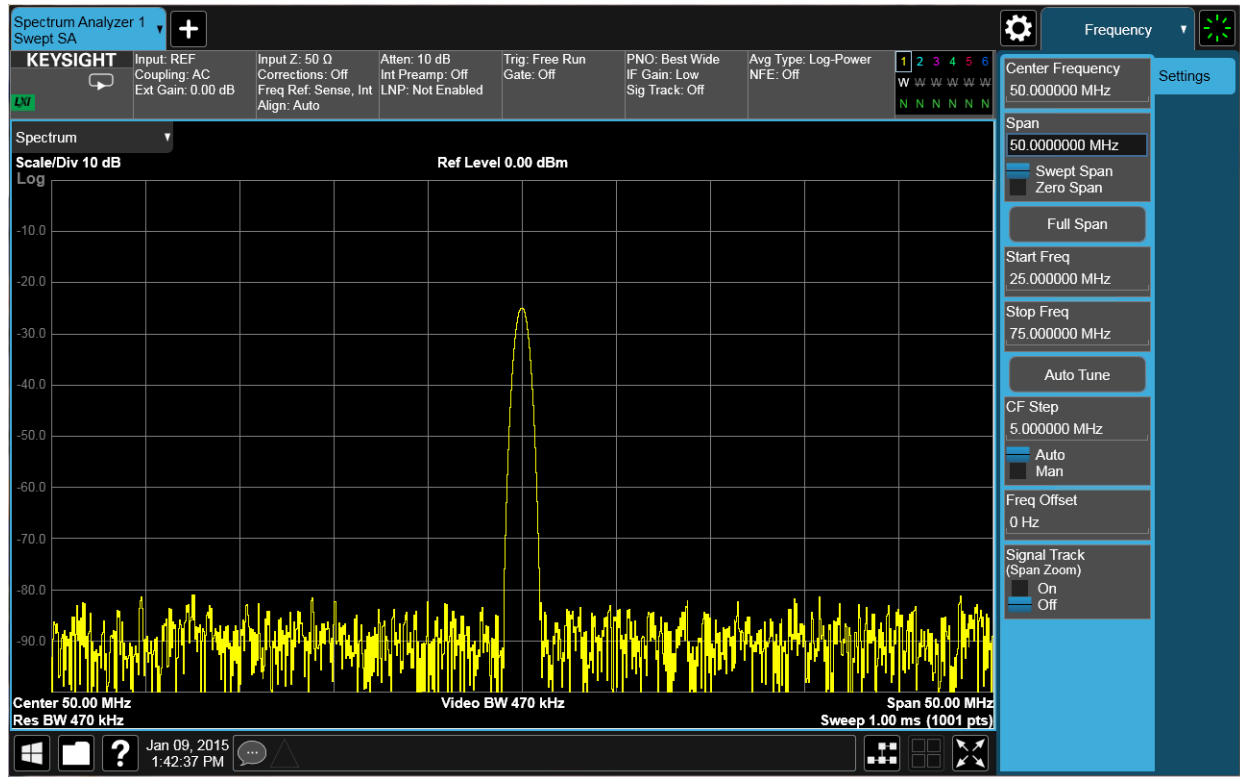 Spectrum Analyzer 1
Swept SA
Frequency
KEYSIGHT
LXI
Input: REF
Coupling: AC
Ext Gain: 0.00 dB
Input Z: 50 Ω
Corrections: Off
Freq Ref: Sense, Int
Align: Auto
Atten: 10 dB
Int Preamp: Off
LNP: Not Enabled
Trig: Free Run
Gate: Off
PNO: Best Wide
IF Gain: Low
Sig Track: Off
Avg Type: Log-Power
NFE: Off
1 2 3 4 5 6
W W W W W W
N N N N N N
Spectrum
Scale/Div 10 dB
Ref Level 0.00 dBm
Log
-10.0
-20.0
-30.0
-40.0
-50.0
-60.0
-70.0
-80.0
-90.0
Center 50.00 MHz
Video BW 470 kHz
Span 50.00 MHz
Res BW 470 kHz
Sweep 1.00 ms (1001 pts)
Center Frequency
50.000000 MHz
Settings
Span
50.0000000 MHz
Swept Span
Zero Span
Full Span
Start Freq
25.000000 MHz
Stop Freq
75.000000 MHz
Auto Tune
CF Step
5.000000 MHz
Auto
Man
Freq Offset
0 Hz
Signal Track
(Span Zoom)
On
Off
?
Jan 09, 2015
1:42:37 PM